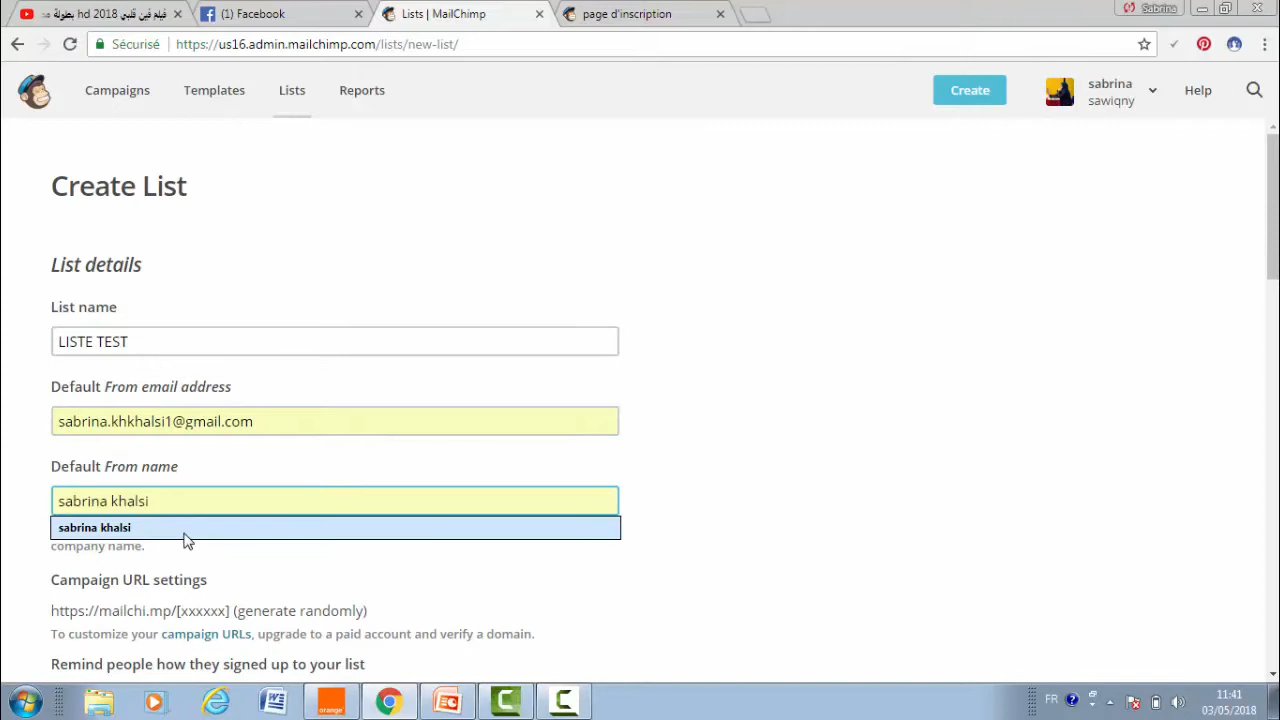 فيلم فين قلبي 2018 hd بطولة مد
(1) Facebook
Lists | MailChimp
page d'inscription
Sabrina
Sécurisé
https://us16.admin.mailchimp.com/lists/new-list/
Campaigns Templates Lists Reports
Create
sabrina
sawiqny
Help
Create List
List details
List name
LISTE TEST
Default From email address
sabrina.khkhalsi1@gmail.com
Default From name
sabrina khalsi
sabrina khalsi
company name.
Campaign URL settings
https://mailchi.mp/[xxxxxx] (generate randomly)
To customize your campaign URLs, upgrade to a paid account and verify a domain.
Remind people how they signed up to your list
orange
FR
11:41
03/05/2018